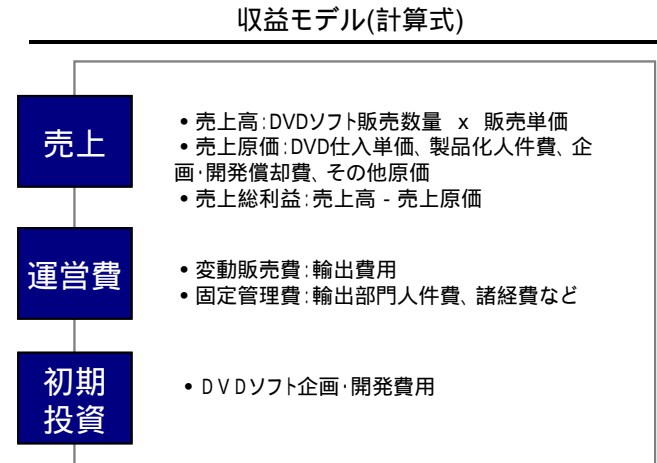 収益モデル(計算式)
売上
•売上高:DVDソフト販売数量 x 販売単価
•売上原価:DVD仕入単価、製品化人件費、企
画・開発償却費、その他原価
•売上総利益:売上高 - 売上原価
運営費
•変動販売費:輸出費用
•固定管理費:輸出部門人件費、諸経費など
初期
投資
•DVDソフト企画・開発費用